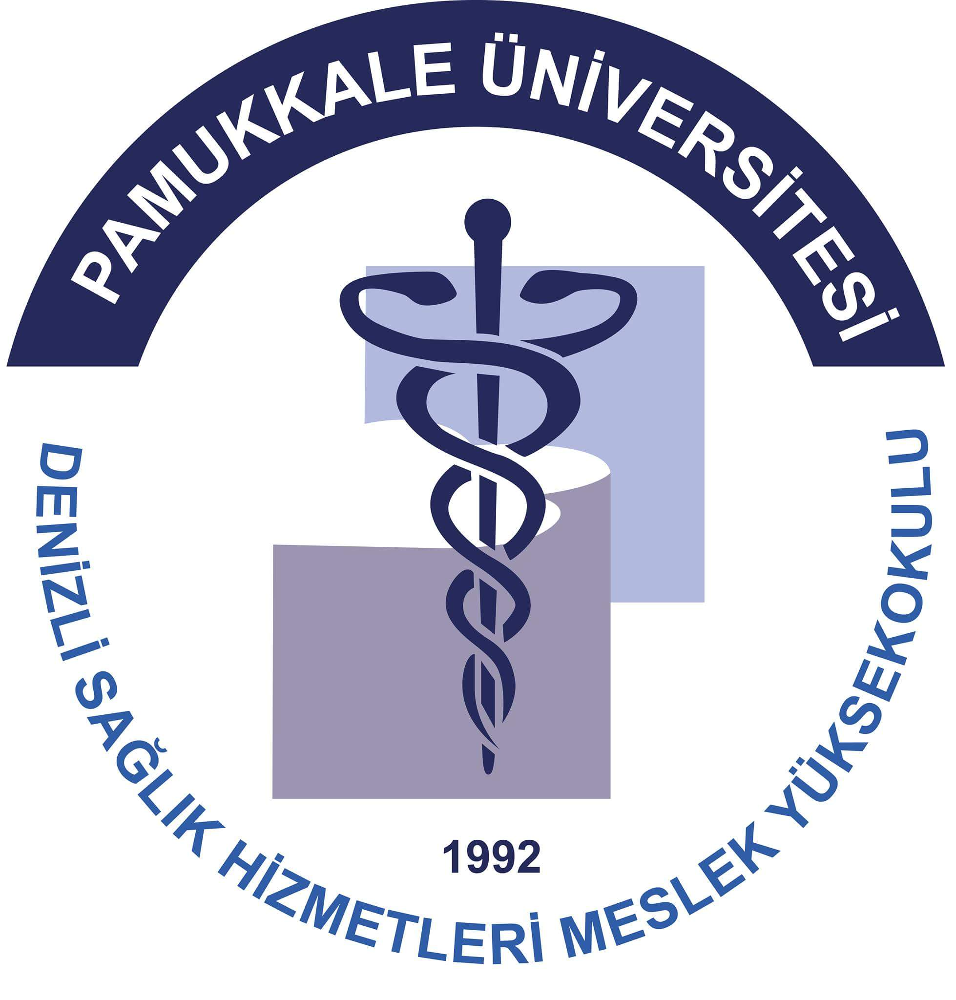 PAMUKKALE ÜNİVERSİTESİ
DENİZLİ SAĞLIK HİZMETLERİ MESLEK YÜKSEKOKULU
1992